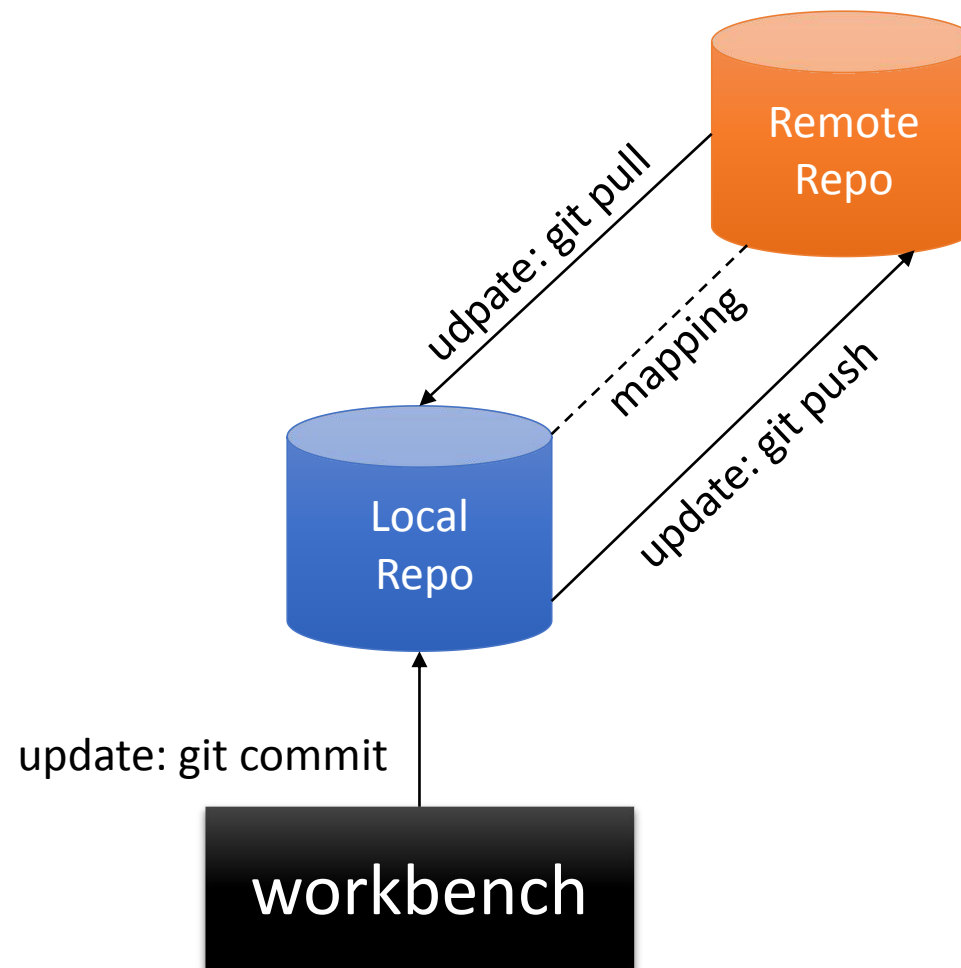 Remote
Repo
udpate: git pull
mapping
update: git push
Local
Repo
update: git commit
workbench